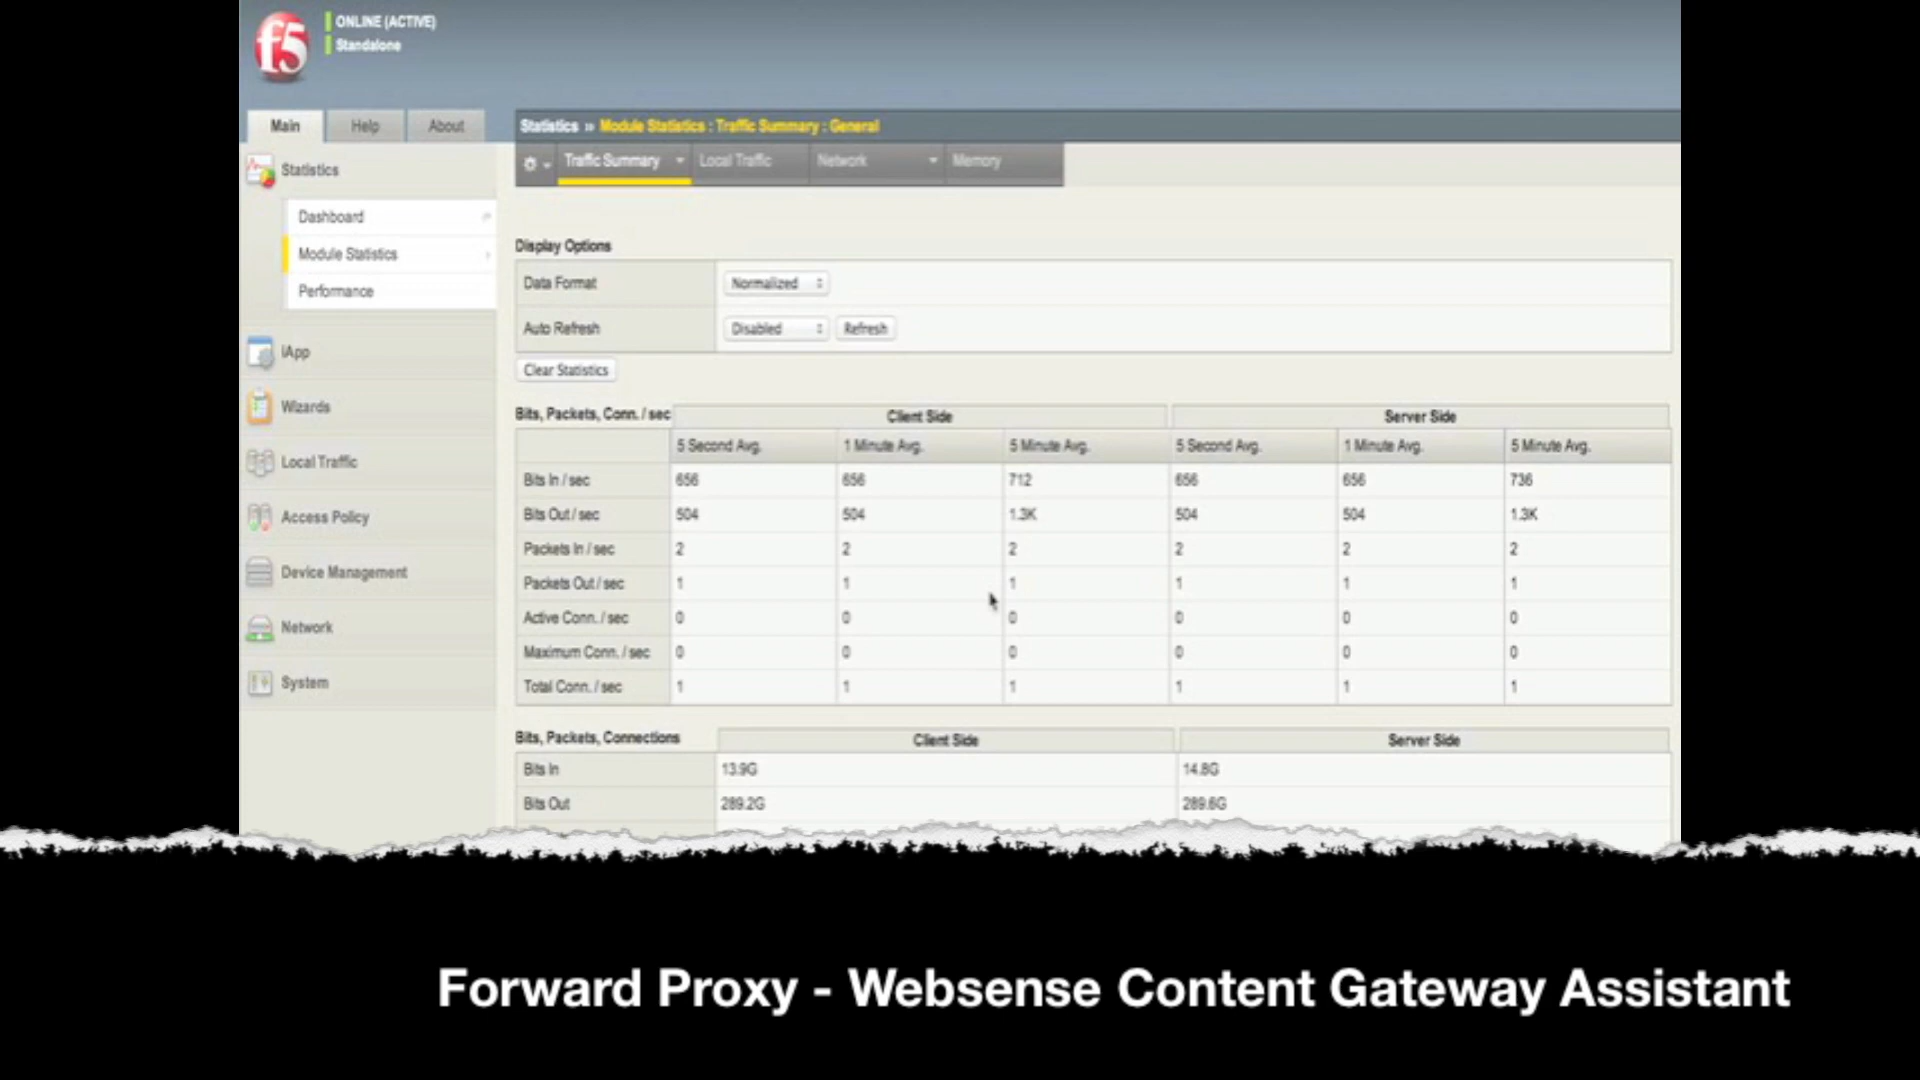 f5
ONLINE (ACTIVE)
Standalone
Main Help About
Statistics » Module Statistics : Traffic Summary : General
Traffic Summary Local Traffic Network Memory
Statistics
Dashboard
Module Statistics
Performance
iApp
Wizards
Local Traffic
Access Policy
Device Management
Network
System
Display Options
Data Format Normalized
Auto Refresh Disabled Refresh
Clear Statistics
Bits, Packets, Conn. / sec Client Side Server Side
5 Second Avg. 1 Minute Avg. 5 Minute Avg. 5 Second Avg. 1 Minute Avg. 5 Minute Avg.
Bits In / sec 656 656 712 656 656 736
Bits Out / sec 504 504 1.3K 504 504 1.3K
Packets In / sec 2 2 2 2 2 2
Packets Out / sec 1 1 1 1 1 1
Active Conn. / sec 0 0 0 0 0 0
Maximum Conn. / sec 0 0 0 0 0 0
Total Conn. / sec 1 1 1 1 1 1
Bits, Packets, Connections Client Side Server Side
Bits In 13.9G 14.8G
Bits Out 289.2G 289.6G
Forward Proxy - Websense Content Gateway Assistant